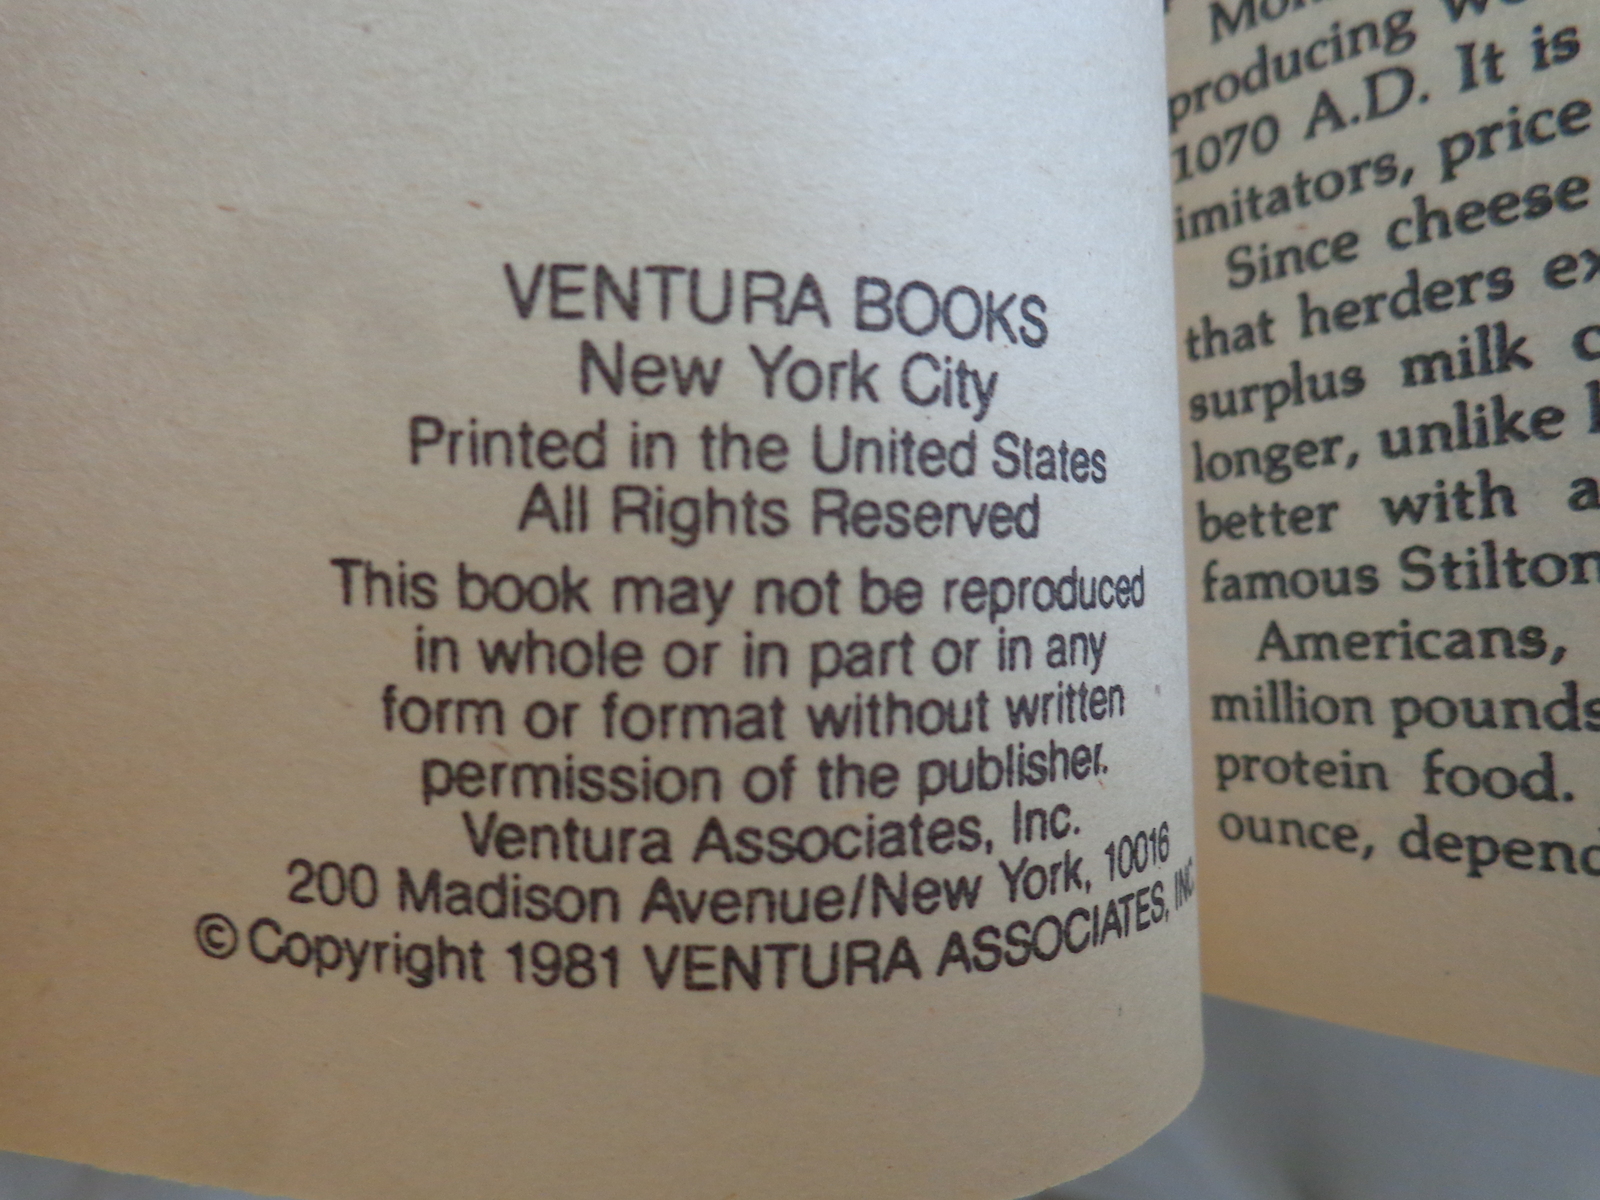 VENTURA BOOKS
New York City
Printed in the United States
All Rights Reserved
This book may not be reproduced
in whole or in part or in any
form or format without written
permission of the publisher.
Ventura Associates, Inc.
200 Madison Avenue/New York, 10016
© Copyright 1981 VENTURA ASSOCIATES, INC
producing
1070 A.D. It is
imitators, price
Since cheese
that herders
surplus milk
longer, unlike
better with
famous Stilton
Americans,
million pounds
protein food.
ounce,